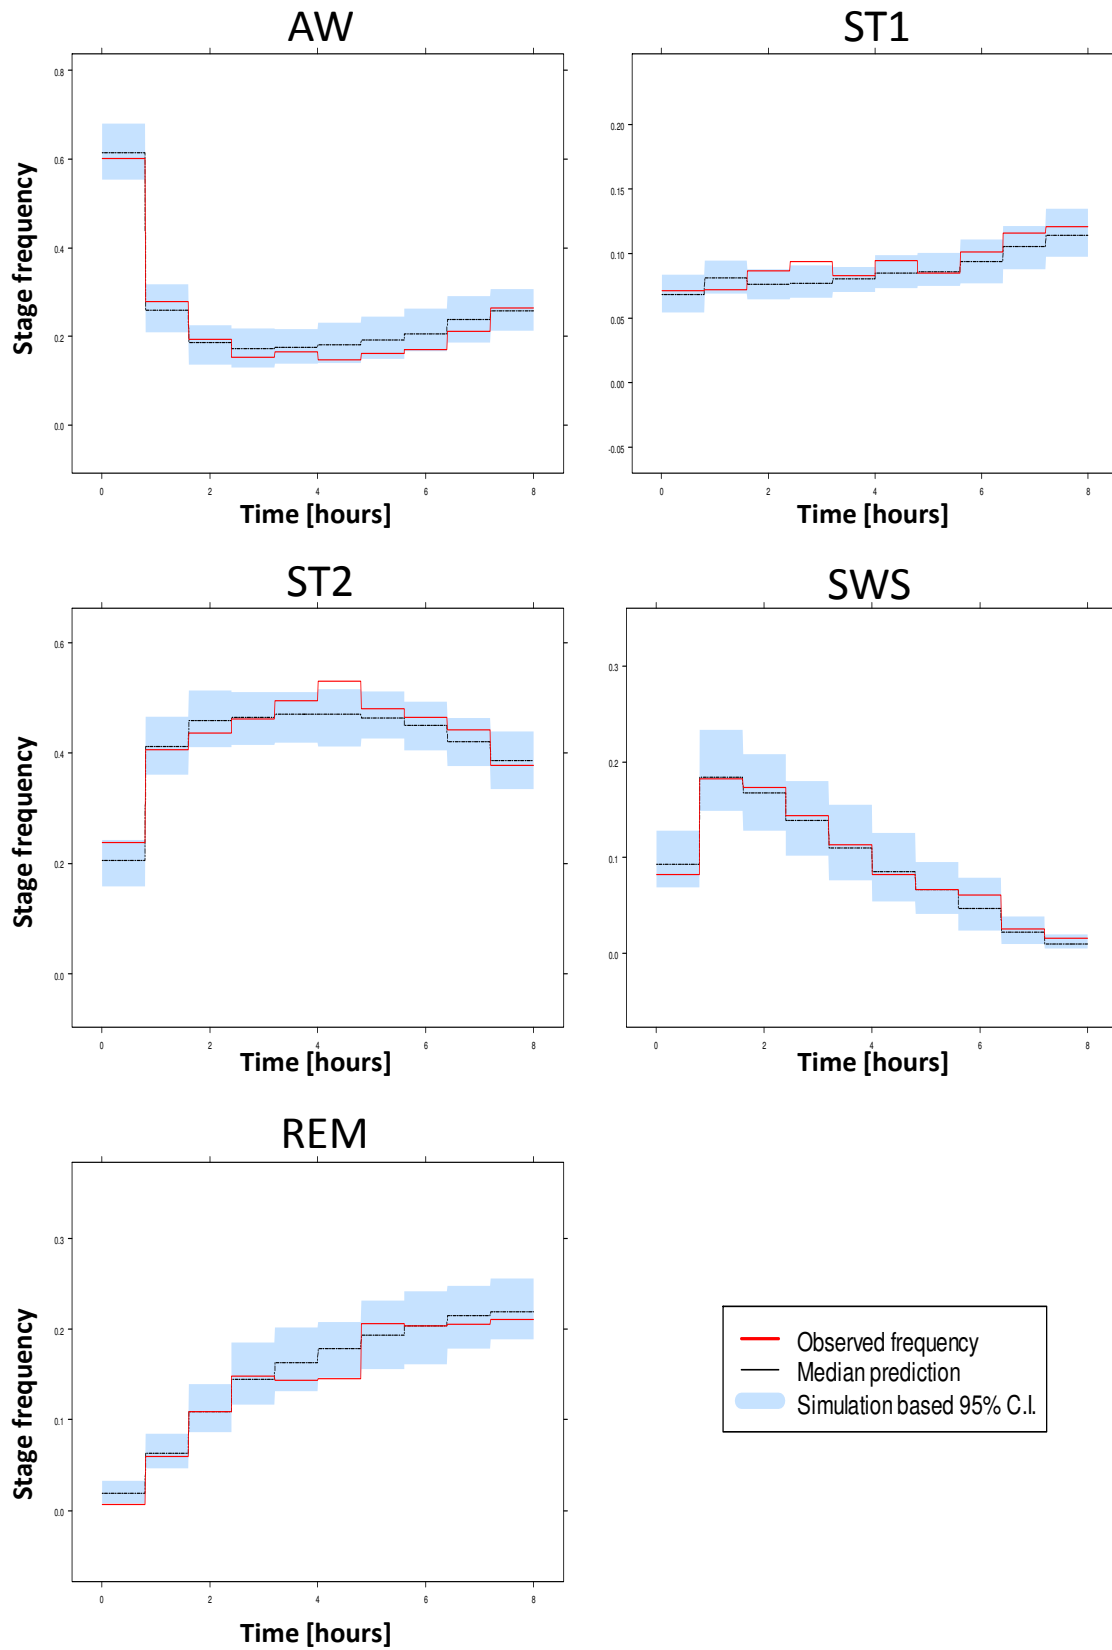 AW
0.8
0.6
0.4
0.2
0.0
Stage frequency
0 2 4 6 8
Time [hours]
ST1
0.20
0.15
0.10
0.05
0.00
-0.05
0 2 4 6 8
Time [hours]
ST2
0.6
0.4
0.2
0.0
Stage frequency
0 2 4 6 8
Time [hours]
SWS
0.3
0.2
0.1
0.0
0 2 4 6 8
Time [hours]
REM
0.3
0.2
0.1
0.0
Stage frequency
0 2 4 6 8
Time [hours]
Observed frequency
Median prediction
Simulation based 95% C.I.